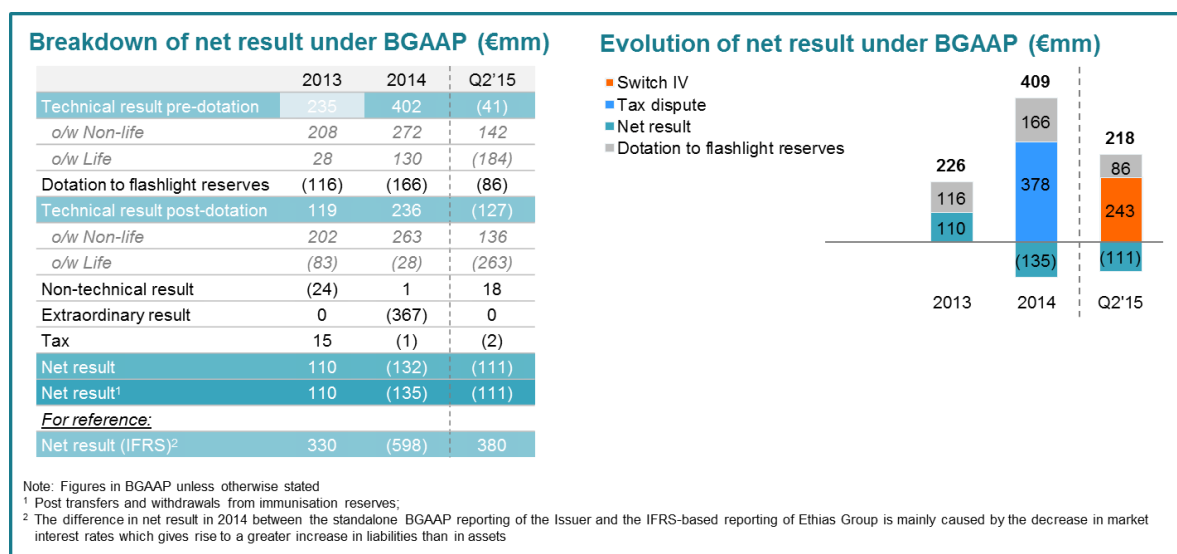 Breakdown of net result under BGAAP (€mm)
2013 2014 Q2’15
Technical result pre-dotation 235 402 (41)
o/w Non-life 208 272 142
o/w Life 28 130 (184)
Dotation to flashlight reserves (116) (166) (86)
Technical result post-dotation 119 236 (127)
o/w Non-life 202 263 136
o/w Life (83) (28) (263)
Non-technical result (24) 1 18
Extraordinary result 0 (367) 0
Tax 15 (1) (2)
Net result 110 (132) (111)
Net result¹ 110 (135) (111)
For reference:
Net result (IFRS)² 330 (598) 380
Evolution of net result under BGAAP (€mm)
Switch IV
Tax dispute
Net result
Dotation to flashlight reserves
226
116
110
409
166
378
(135)
218
86
243
(111)
2013 2014 Q2'15
Note: Figures in BGAAP unless otherwise stated
¹ Post transfers and withdrawals from immunisation reserves;
² The difference in net result in 2014 between the standalone BGAAP reporting of the Issuer and the IFRS-based reporting of Ethias Group is mainly caused by the decrease in market
interest rates which gives rise to a greater increase in liabilities than in assets